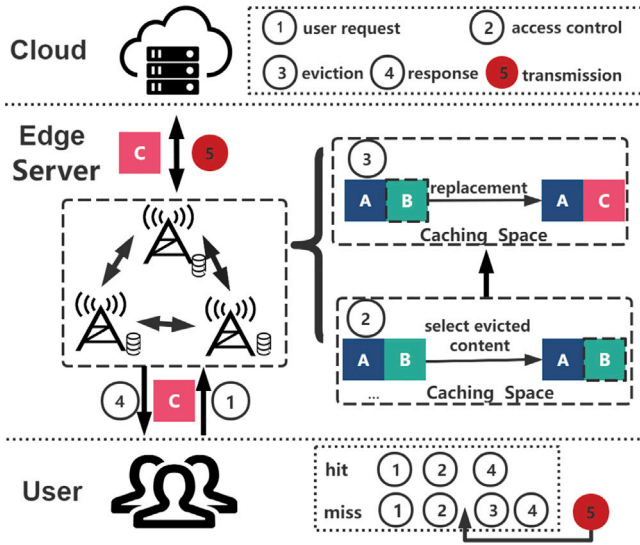 Cloud
1 user request 2 access control
3 eviction 4 response 5 transmission
Edge
Server
C 5
3
A B replacement A C
Caching Space
2
A B select evicted
content A B
... Caching Space
4 C 1
User
hit 1 2 4
miss 1 2 3 4 5